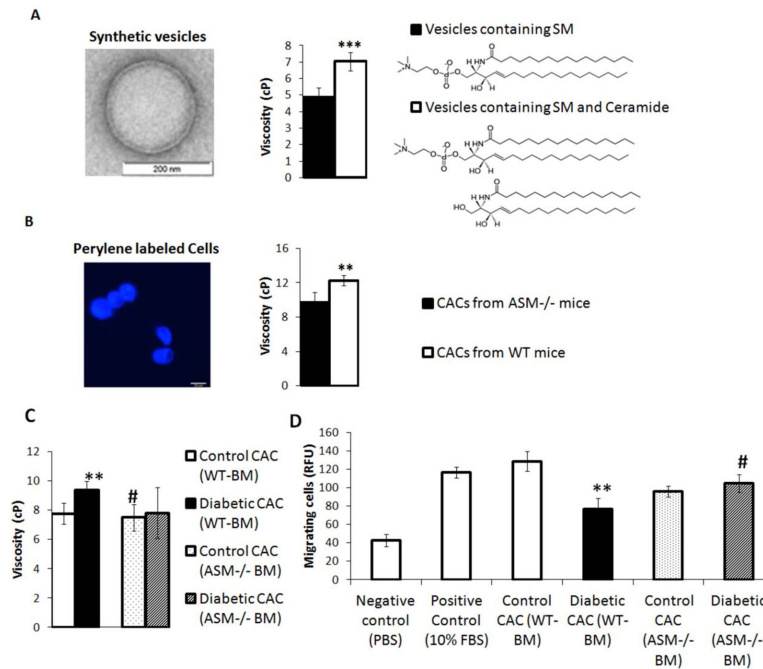 A
Synthetic vesicles
200 nm
Viscosity (cP)
8
7
6
5
4
3
2
1
0
***
Vesicles containing SM
Vesicles containing SM and Ceramide
B
Perylene labeled Cells
Viscosity (cP)
16
12
8
4
0
**
CACs from ASM-/- mice
CACs from WT mice
C
Viscosity (cP)
12
10
8
6
4
2
0
**
#
Control CAC
(WT-BM)
Diabetic CAC
(WT-BM)
Control CAC
(ASM-/- BM)
Diabetic CAC
(ASM-/- BM)
D
Migrating cells (RFU)
160
140
120
100
80
60
40
20
0
**
#
Negative
control
(PBS)
Positive
Control
(10% FBS)
Control
CAC (WT-
BM)
Diabetic
CAC (WT-
BM)
Control
CAC
(ASM-/-
BM)
Diabetic
CAC
(ASM-/-
BM)